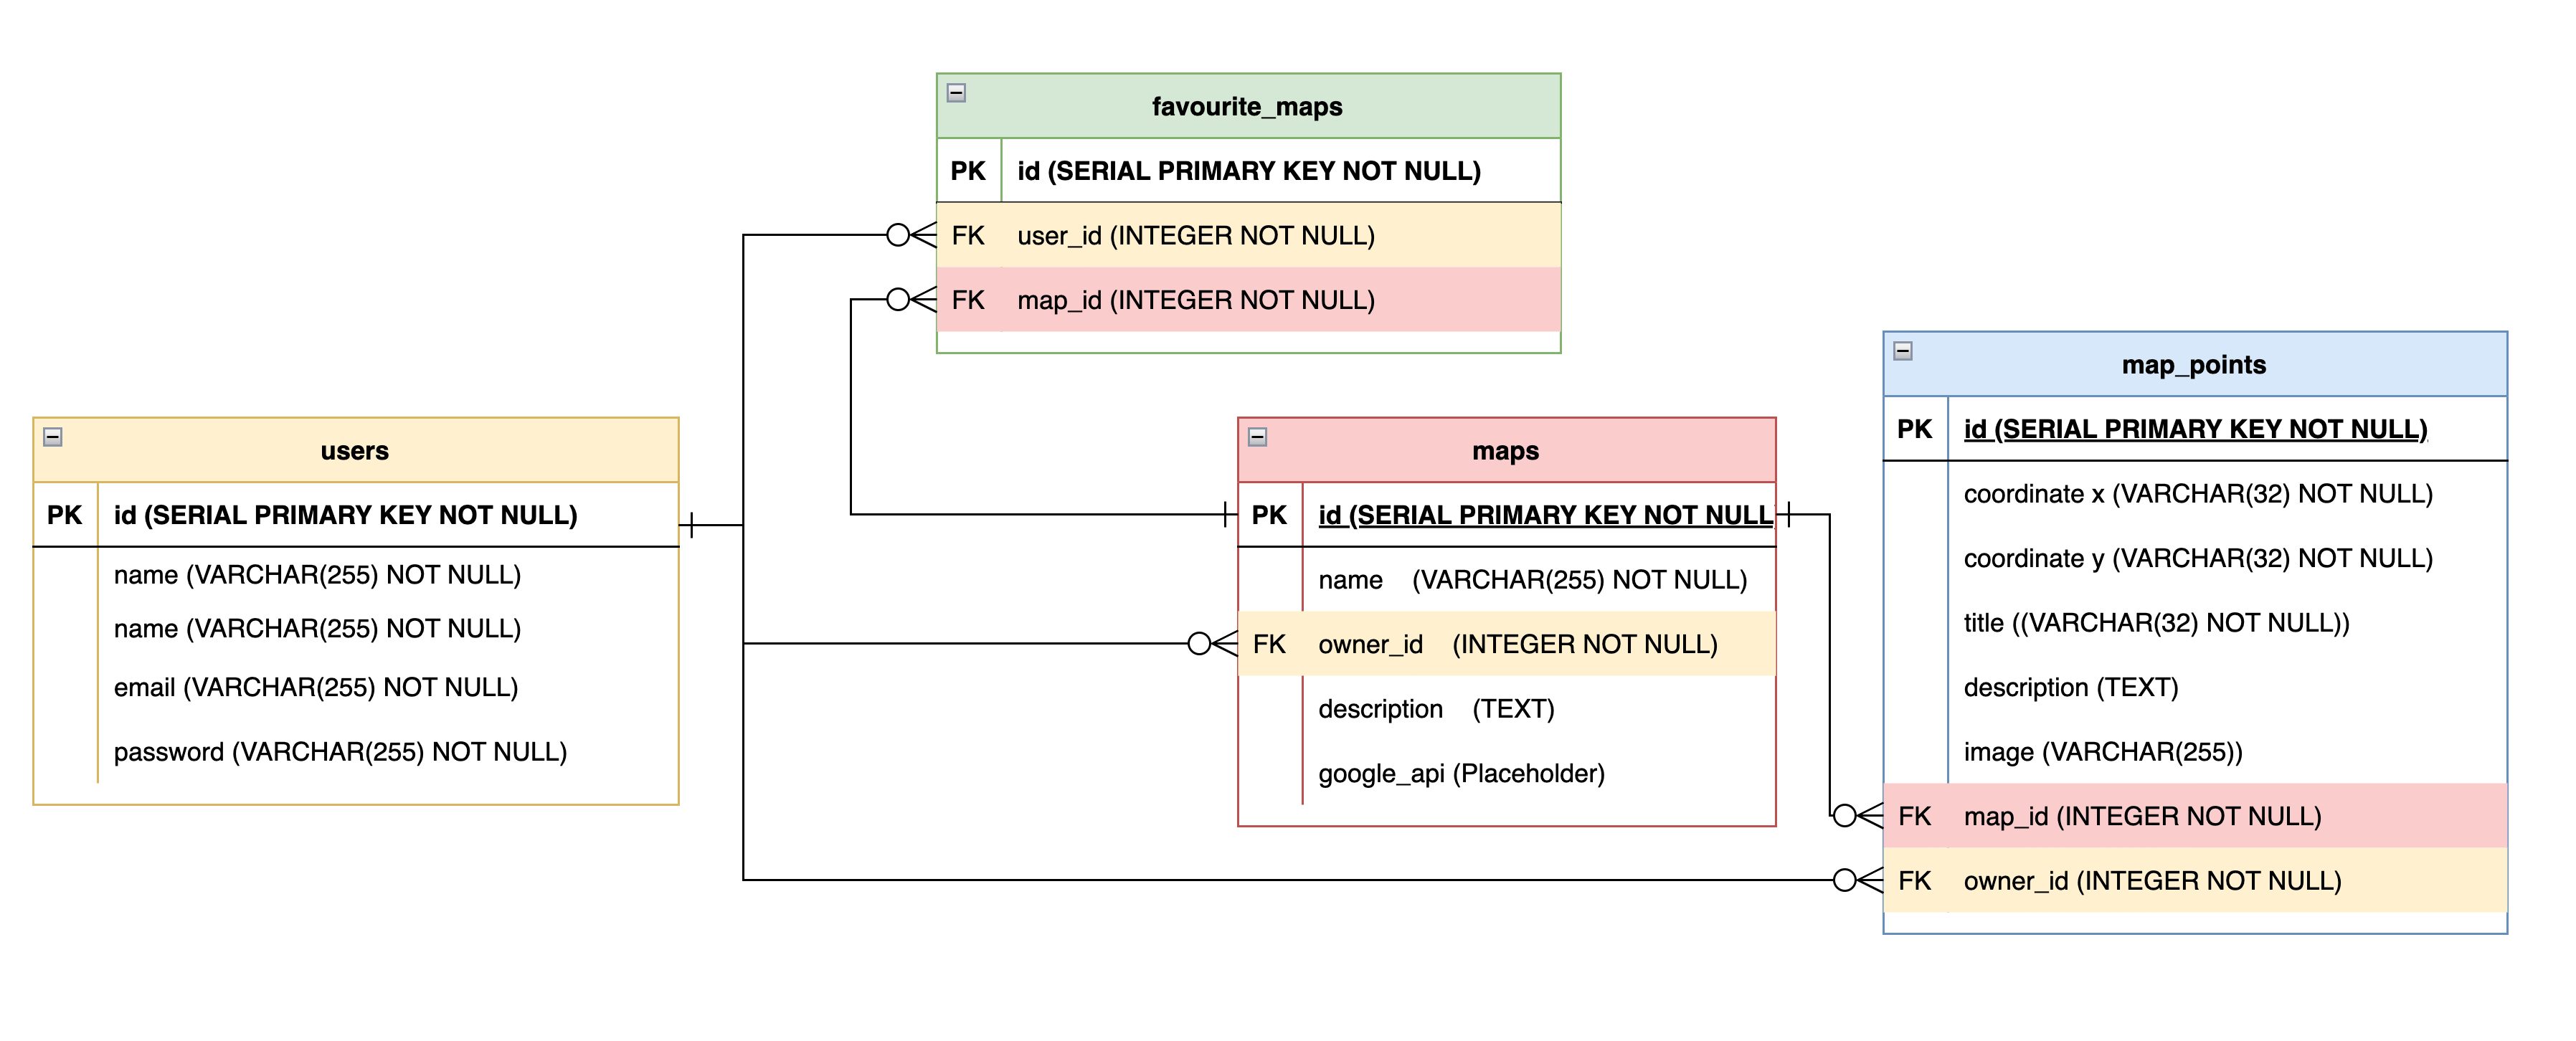 favourite_maps
PK id (SERIAL PRIMARY KEY NOT NULL)
FK user_id (INTEGER NOT NULL)
FK map_id (INTEGER NOT NULL)
users
PK id (SERIAL PRIMARY KEY NOT NULL)
name (VARCHAR(255) NOT NULL)
name (VARCHAR(255) NOT NULL)
email (VARCHAR(255) NOT NULL)
password (VARCHAR(255) NOT NULL)
maps
PK id (SERIAL PRIMARY KEY NOT NULL
name (VARCHAR(255) NOT NULL)
FK owner_id (INTEGER NOT NULL)
description (TEXT)
google_api (Placeholder)
map_points
PK id (SERIAL PRIMARY KEY NOT NULL)
coordinate x (VARCHAR(32) NOT NULL)
coordinate y (VARCHAR(32) NOT NULL)
title ((VARCHAR(32) NOT NULL))
description (TEXT)
image (VARCHAR(255))
FK map_id (INTEGER NOT NULL)
FK owner_id (INTEGER NOT NULL)